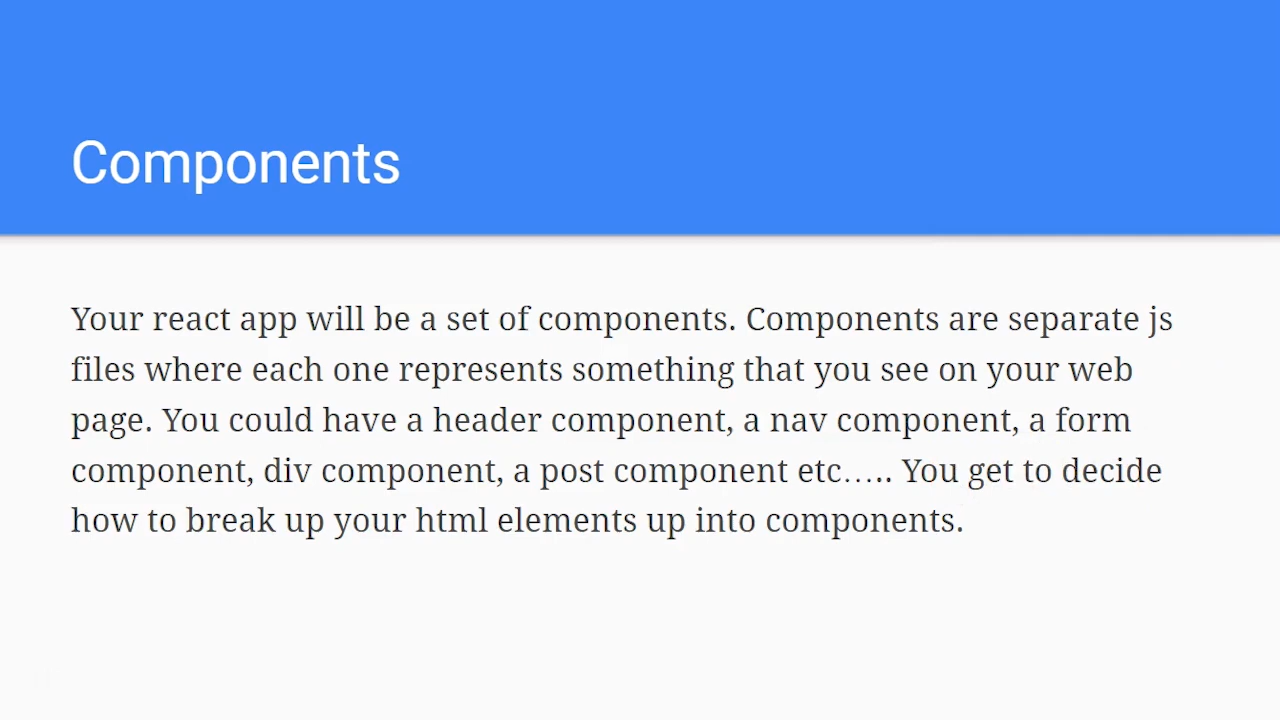 Components
Your react app will be a set of components. Components are separate js
files where each one represents something that you see on your web
page. You could have a header component, a nav component, a form
component, div component, a post component etc….. You get to decide
how to break up your html elements up into components.